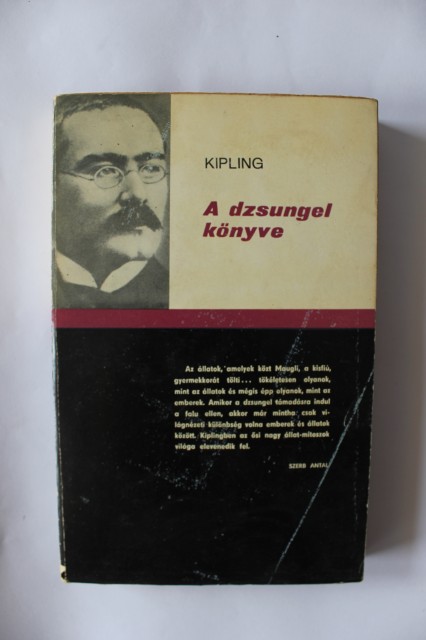 KIPLING
A dzsungel
könyve
Az állatok, amelyek közt Maugli, a kisfiú,
gyermekkorát tölti... tökéletesen olyanok,
mint az állatok és mégis épp olyanok, mint az
emberek. Amikor a dzsungel támadásra indul
a falu ellen, akkor már mintha csak vi-
lágnézeti különbség volna emberek és állatok
között. Kiplingben az ősi nagy állat-mítoszok
világa elevenedik fel.
SZERB ANTAL